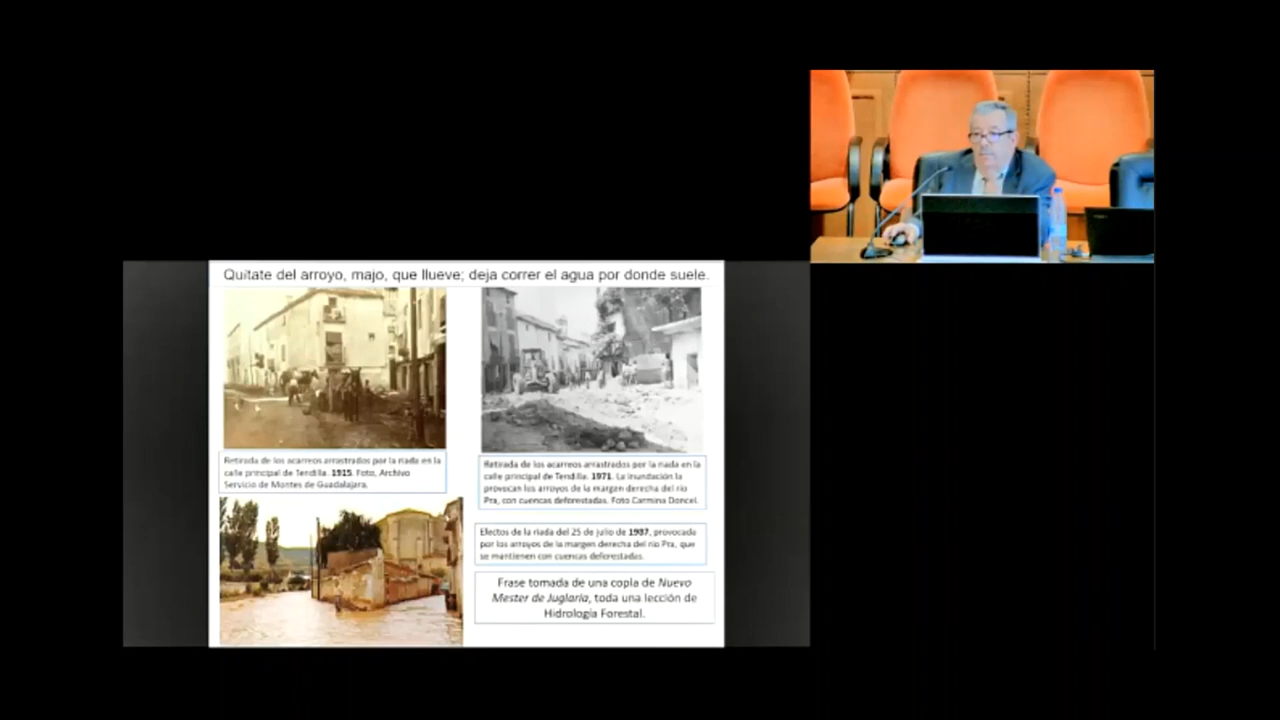 Quítate del arroyo, majo, que llueve; deja correr el agua por donde suele.
Retirada de los acarreos arrastrados por la riada en la
calle principal de Tendilla. 1915. Foto, Archivo
Servicio de Montes de Guadalajara.
Retirada de los acarreos arrastrados por la riada en la
calle principal de Tendilla. 1971. La inundación la
provocan los arroyos de la margen derecha del río
Pra, con cuencas deforestadas. Foto Carmina Doncel.
Efectos de la riada del 25 de julio de 1987, provocada
por los arroyos de la margen derecha del río Pra, que
se mantienen con cuencas deforestadas.
Frase tomada de una copla de Nuevo
Mester de Juglaría, toda una lección de
Hidrología Forestal.